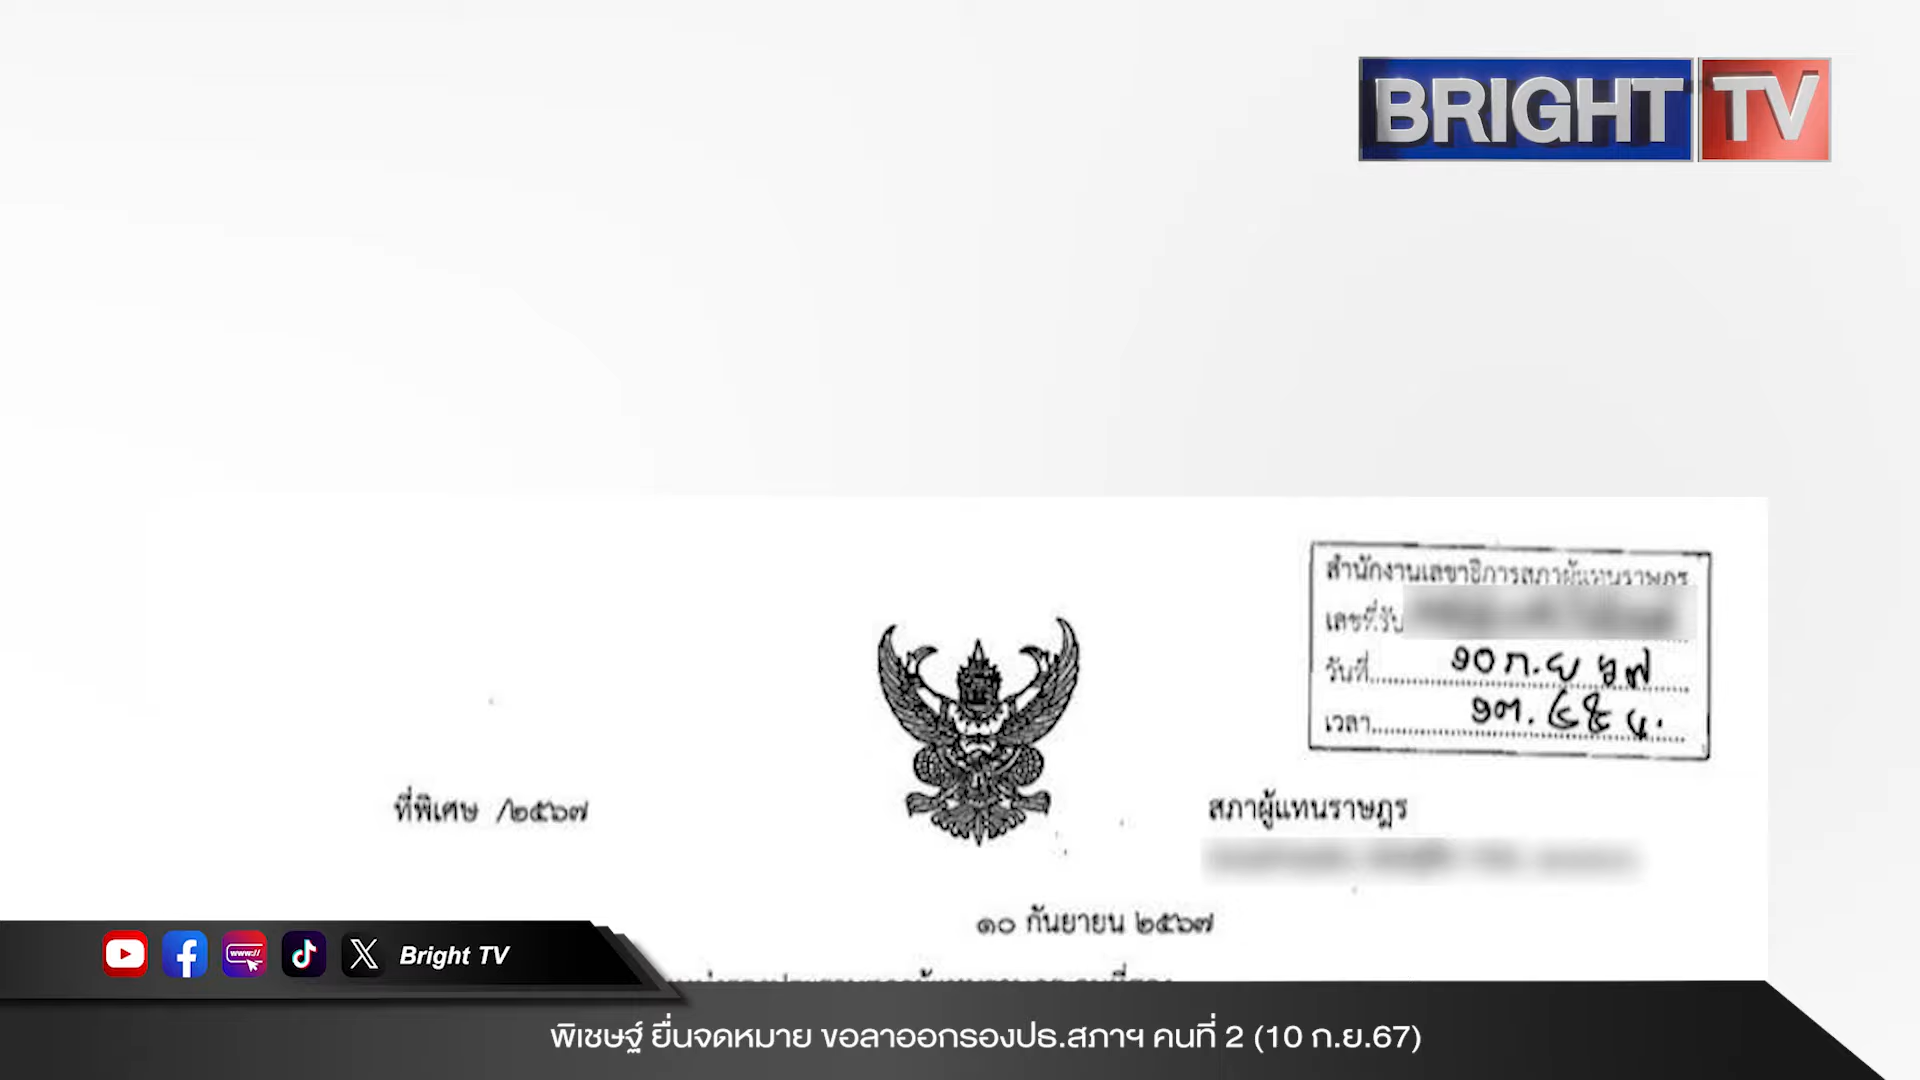 BRIGHT TV
สำนักงานเลขาธิการสภาผู้แทนราษฎร
เลขที่รับ
วันที่ ๑๐ ก.ย ๖๗
เวลา ๑๓.๔๕ น.
ที่พิเศษ /๒๕๖๗
สภาผู้แทนราษฎร
๑๐ กันยายน ๒๕๖๗
www://
Bright TV
พิเชษฐ์ ยื่นจดหมาย ขอลาออกรองปธ.สภาฯ คนที่ 2 (10 ก.ย.67)